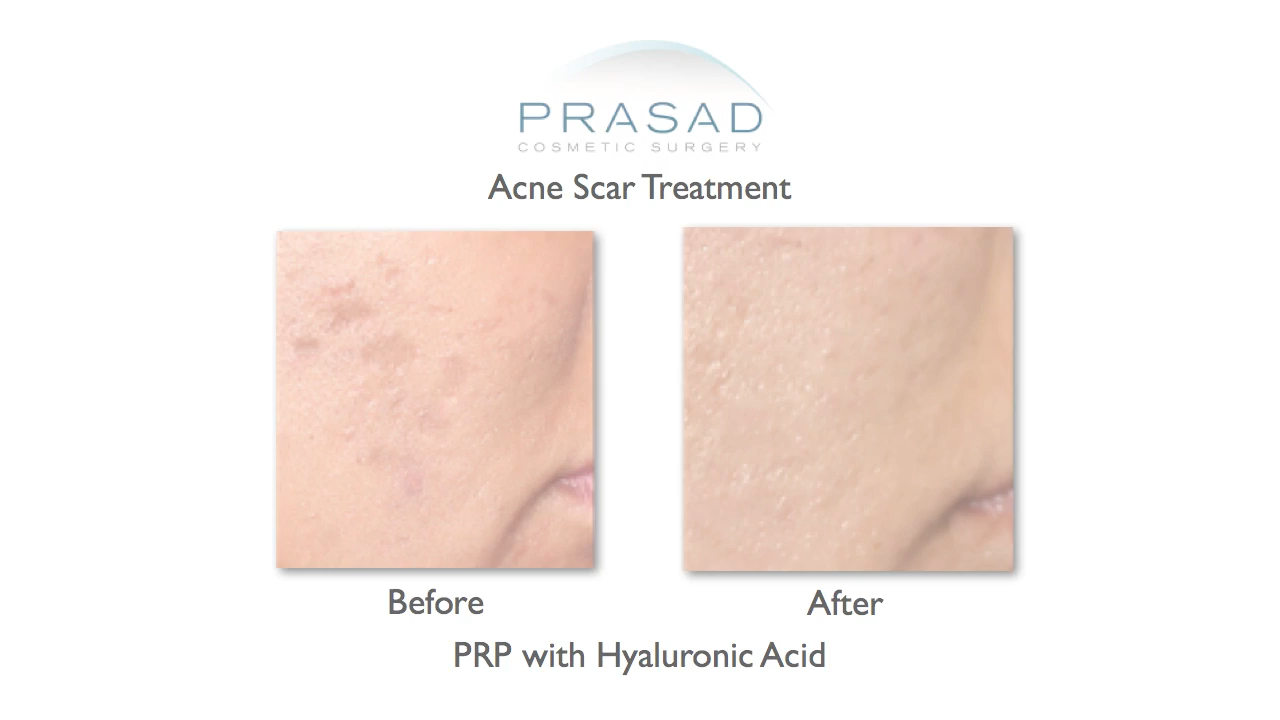 PRASAD
COSMETIC SURGERY
Acne Scar Treatment
Before
After
PRP with Hyaluronic Acid